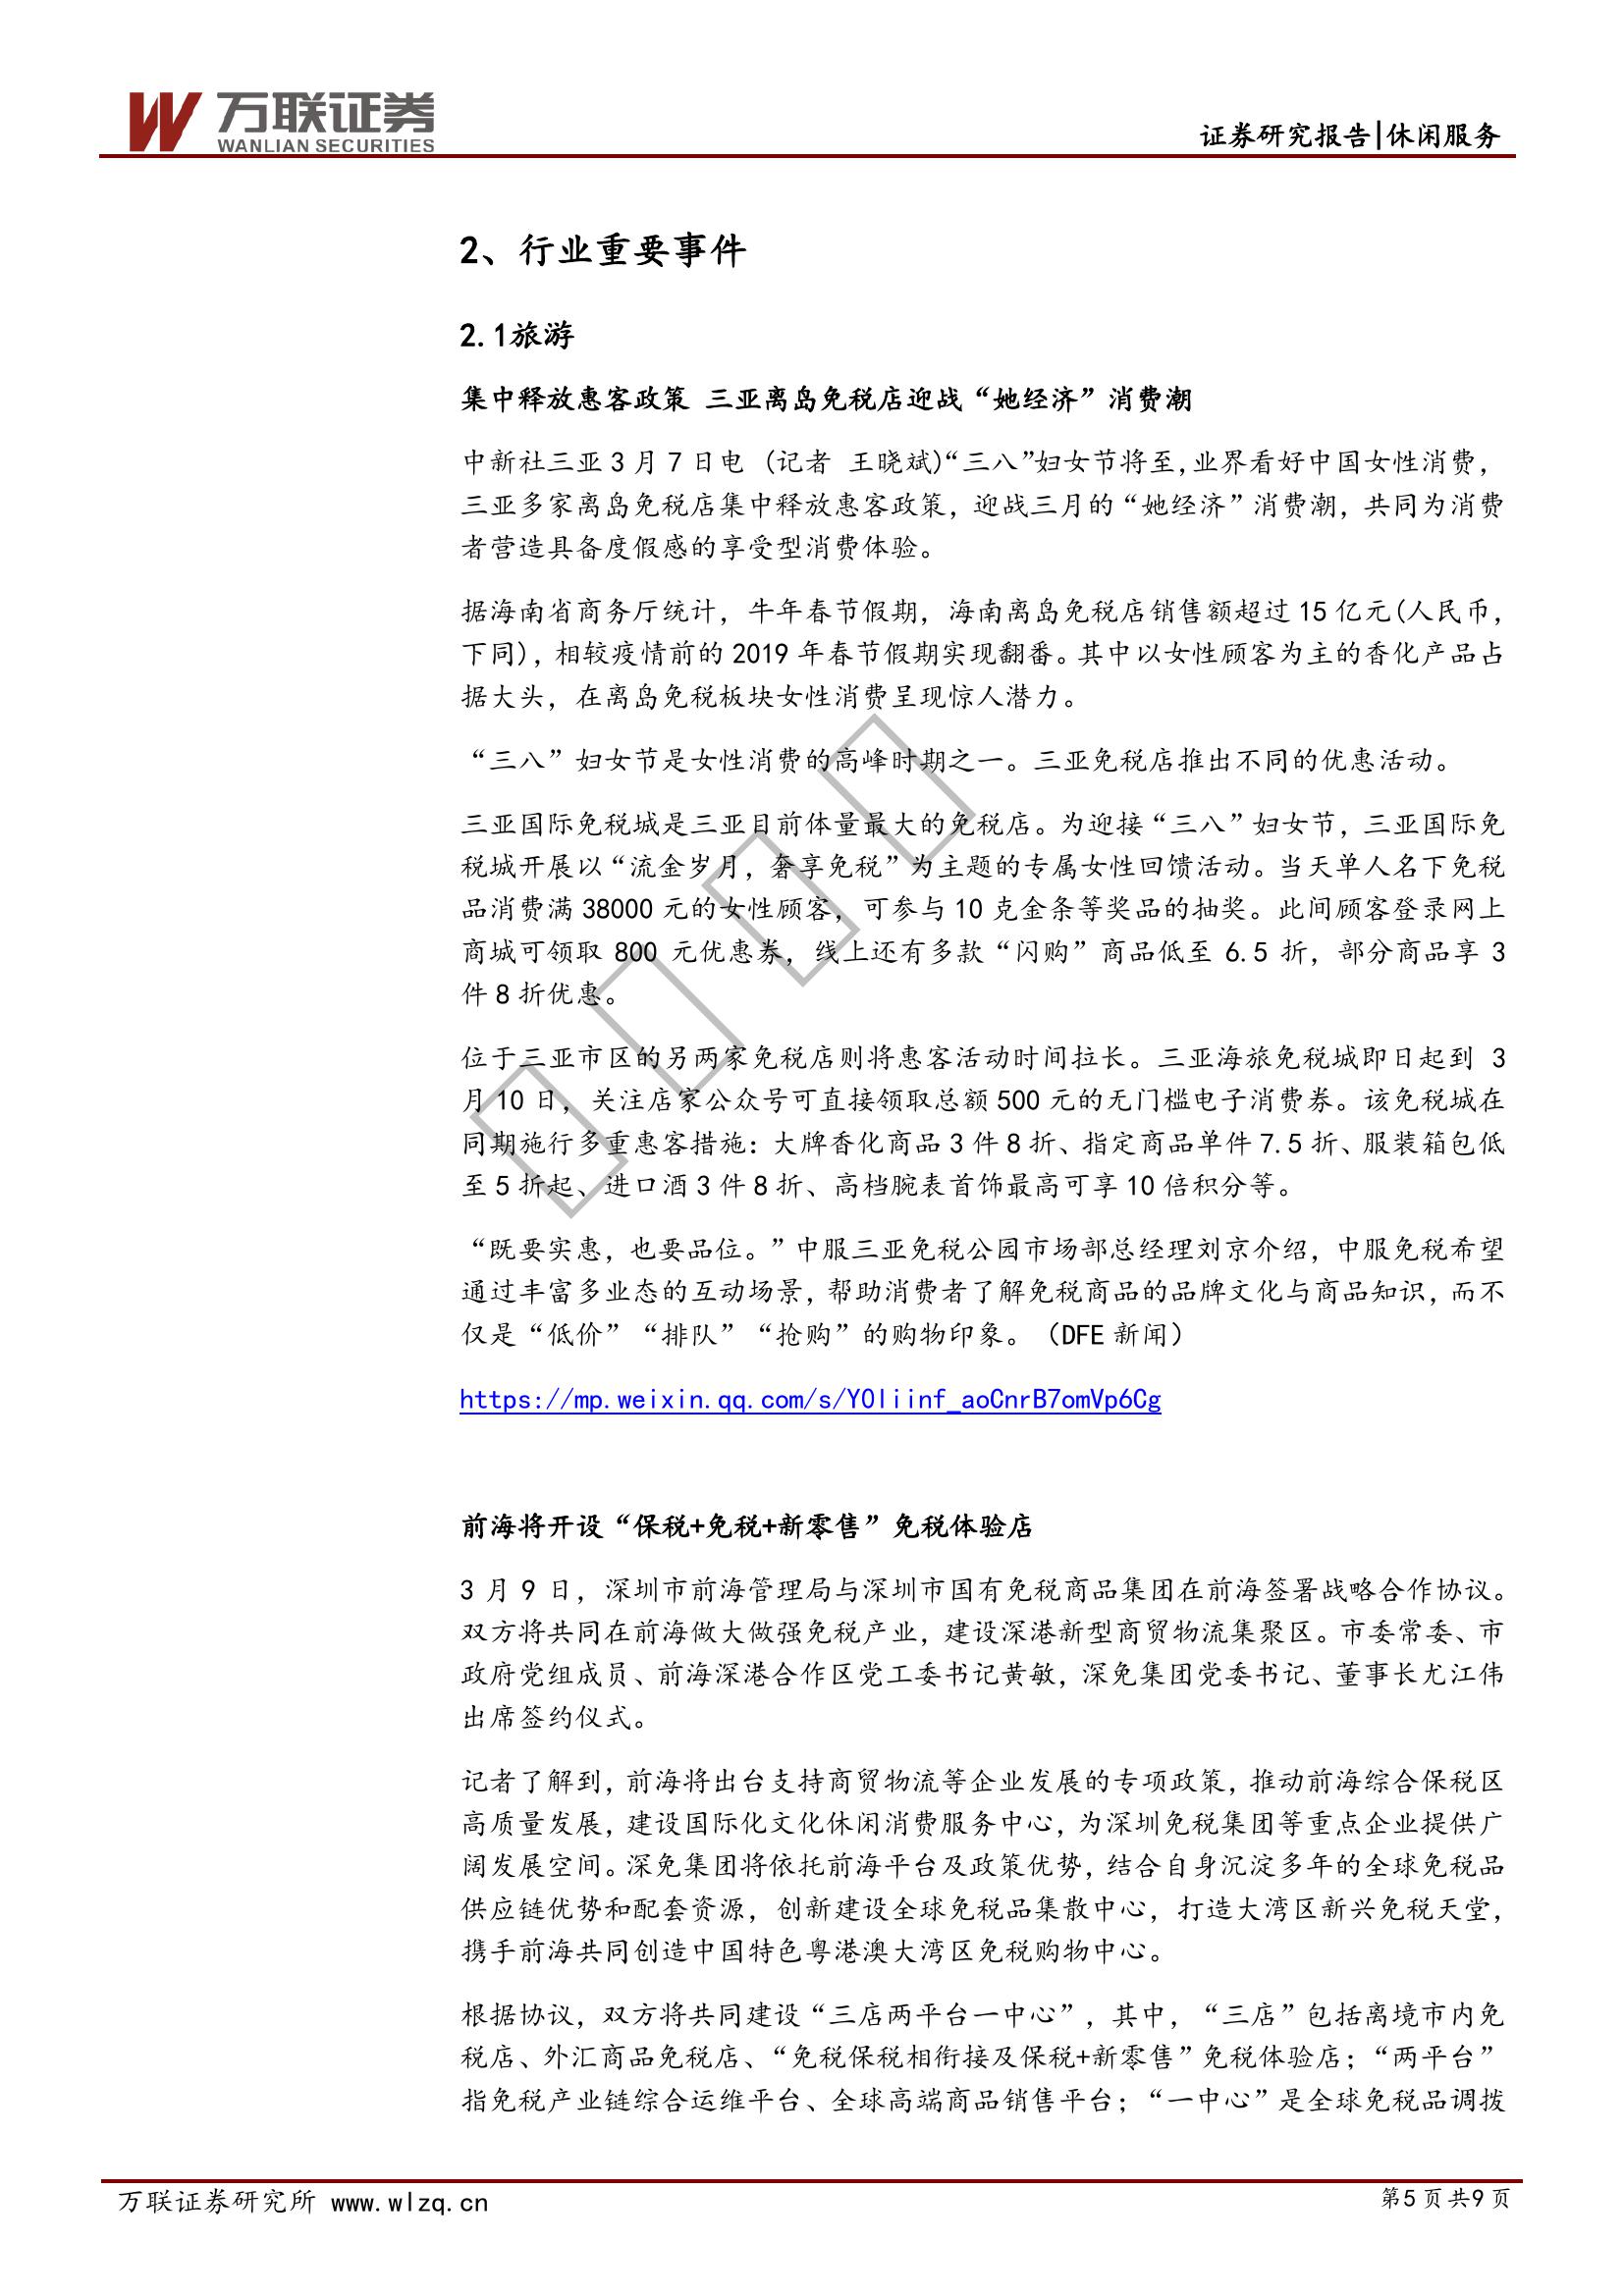 万联证券
WANLIAN SECURITIES
证券研究报告|休闲服务
2、行业重要事件
2.1旅游
集中释放惠客政策 三亚离岛免税店迎战“她经济”消费潮
中新社三亚 3 月 7 日电 (记者 王晓斌)“三八”妇女节将至,业界看好中国女性消费，
三亚多家离岛免税店集中释放惠客政策，迎战三月的“她经济”消费潮，共同为消费
者营造具备度假感的享受型消费体验。
据海南省商务厅统计，牛年春节假期，海南离岛免税店销售额超过 15 亿元(人民币，
下同)，相较疫情前的 2019 年春节假期实现翻番。其中以女性顾客为主的香化产品占
据大头，在离岛免税板块女性消费呈现惊人潜力。
“三八”妇女节是女性消费的高峰时期之一。三亚免税店推出不同的优惠活动。
三亚国际免税城是三亚目前体量最大的免税店。为迎接“三八”妇女节，三亚国际免
税城开展以“流金岁月，奢享免税”为主题的专属女性回馈活动。当天单人名下免税
品消费满 38000 元的女性顾客，可参与 10 克金条等奖品的抽奖。此间顾客登录网上
商城可领取 800 元优惠券，线上还有多款“闪购”商品低至 6.5 折，部分商品享 3
件 8 折优惠。
位于三亚市区的另两家免税店则将惠客活动时间拉长。三亚海旅免税城即日起到 3
月 10 日，关注店家公众号可直接领取总额 500 元的无门槛电子消费券。该免税城在
同期施行多重惠客措施：大牌香化商品 3 件 8 折、指定商品单件 7.5 折、服装箱包低
至 5 折起、进口酒 3 件 8 折、高档腕表首饰最高可享 10 倍积分等。
“既要实惠，也要品位。”中服三亚免税公园市场部总经理刘京介绍，中服免税希望
通过丰富多业态的互动场景，帮助消费者了解免税商品的品牌文化与商品知识，而不
仅是“低价”“排队”“抢购”的购物印象。（DFE 新闻）
https://mp.weixin.qq.com/s/Y0Iiinf_aoCnrB7omVp6Cg
前海将开设“保税+免税+新零售”免税体验店
3 月 9 日，深圳市前海管理局与深圳市国有免税商品集团在前海签署战略合作协议。
双方将共同在前海做大做强免税产业，建设深港新型商贸物流集聚区。市委常委、市
政府党组成员、前海深港合作区党工委书记黄敏，深免集团党委书记、董事长尤江伟
出席签约仪式。
记者了解到，前海将出台支持商贸物流等企业发展的专项政策，推动前海综合保税区
高质量发展，建设国际化文化休闲消费服务中心，为深圳免税集团等重点企业提供广
阔发展空间。深免集团将依托前海平台及政策优势，结合自身沉淀多年的全球免税品
供应链优势和配套资源，创新建设全球免税品集散中心，打造大湾区新兴免税天堂，
携手前海共同创造中国特色粤港澳大湾区免税购物中心。
根据协议，双方将共同建设“三店两平台一中心”，其中，“三店”包括离境市内免
税店、外汇商品免税店、“免税保税相衔接及保税+新零售”免税体验店；“两平台”
指免税产业链综合运维平台、全球高端商品销售平台；“一中心”是全球免税品调拨
万联证券研究所 www.wlzq.cn
第 5 页 共 9 页